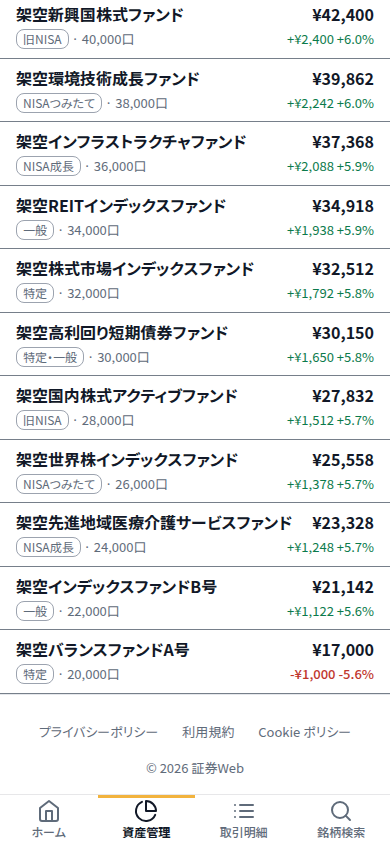 架空新興国株式ファンド ¥42,400
旧NISA · 40,000口 +¥2,400 +6.0%
架空環境技術成長ファンド ¥39,862
NISAつみたて · 38,000口 +¥2,242 +6.0%
架空インフラストラクチャファンド ¥37,368
NISA成長 · 36,000口 +¥2,088 +5.9%
架空REITインデックスファンド ¥34,918
一般 · 34,000口 +¥1,938 +5.9%
架空株式市場インデックスファンド ¥32,512
特定 · 32,000口 +¥1,792 +5.8%
架空高利回り短期債券ファンド ¥30,150
特定・一般 · 30,000口 +¥1,650 +5.8%
架空国内株式アクティブファンド ¥27,832
旧NISA · 28,000口 +¥1,512 +5.7%
架空世界株インデックスファンド ¥25,558
NISAつみたて · 26,000口 +¥1,378 +5.7%
架空先進地域医療介護サービスファンド ¥23,328
NISA成長 · 24,000口 +¥1,248 +5.7%
架空インデックスファンドB号 ¥21,142
一般 · 22,000口 +¥1,122 +5.6%
架空バランスファンドA号 ¥17,000
特定 · 20,000口 -¥1,000 -5.6%
プライバシーポリシー 利用規約 Cookie ポリシー
© 2026 証券Web
ホーム 資産管理 取引明細 銘柄検索